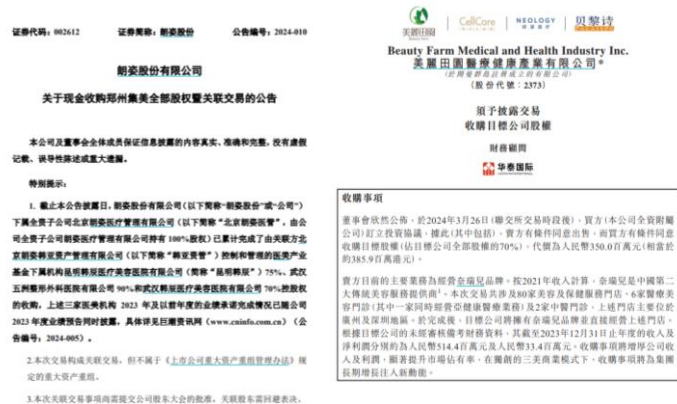 证券代码：002612 证券简称：朗姿股份 公告编号：2024-010
朗姿股份有限公司
关于现金收购郑州集美全部股权暨关联交易的公告
本公司及董事会全体成员保证信息披露的内容真实、准确和完整，没有虚假
记载、误导性陈述或重大遗漏。
特别提示：
1. 截止本公告披露日，朗姿股份有限公司（以下简称“朗姿股份”或“公司”）
下属全资子公司北京朗姿医疗管理有限公司（以下简称“北京朗姿医管”，由公
司全资子公司朗姿医疗管理有限公司持有 100%股权）已累计完成了由关联方北
京朗姿韩亚资产管理有限公司（以下简称“韩亚资管”）控制和管理的医美产业
基金下属机构昆明韩辰医疗美容医院有限公司（简称“昆明韩辰”）75%、武汉
五洲整形外科医院有限公司 90%和武汉韩辰医疗美容医院有限公司 70%控股权
的收购，上述三家医美机构 2023 年及以前年度的业绩承诺完成情况已随公司
2023 年度业绩预告同时披露，具体详见巨潮资讯网（www.cninfo.com.cn）（公
告编号：2024-005）。
2.本次交易构成关联交易，但不属于《上市公司重大资产重组管理办法》规
定的重大资产重组。
3.本次关联交易事项尚需提交公司股东大会的批准，关联股东需回避表决。
美麗田園 CellCore NEOLOGY 贝黎诗
Beauty Farm Medical and Health Industry Inc.
美麗田園醫療健康產業有限公司*
（於開曼群島註冊成立的有限公司）
（股份代號：2373）
須予披露交易
收購目標公司股權
財務顧問
华泰国际
收購事項
董事會欣然公佈，於2024年3月26日（聯交所交易時段後），買方（本公司全資附屬
公司）訂立投資協議，據此（其中包括），賣方有條件同意出售，而買方有條件同意
收購目標股權（佔目標公司全部股權的70%），代價為人民幣350.0百萬元（相當於
約385.9百萬港元）。
賣方目前的主要業務為經營奈瑞兒品牌。按2021年收入計算，奈瑞兒是中國第二
大傳統美容服務提供商¹。本次交易共涉及80家美容及保健服務門店，6家醫療美
容門診（其中一家同時經營亞健康醫療業務）及2家中醫門診，上述門店主要位於
廣州及深圳地區。於完成後，目標公司將擁有奈瑞兒品牌並直接經營上述門店。
根據目標公司的未經審核備考財務資料，其截至2023年12月31日止年度的收入及
淨利潤分別約為人民幣514.4百萬元及人民幣33.4百萬元。收購事項將增厚公司收
入及利潤，顯著提升市場佔有率，在獨創的三美商業模式下，收購事項將為集團
長期增長注入新動能。